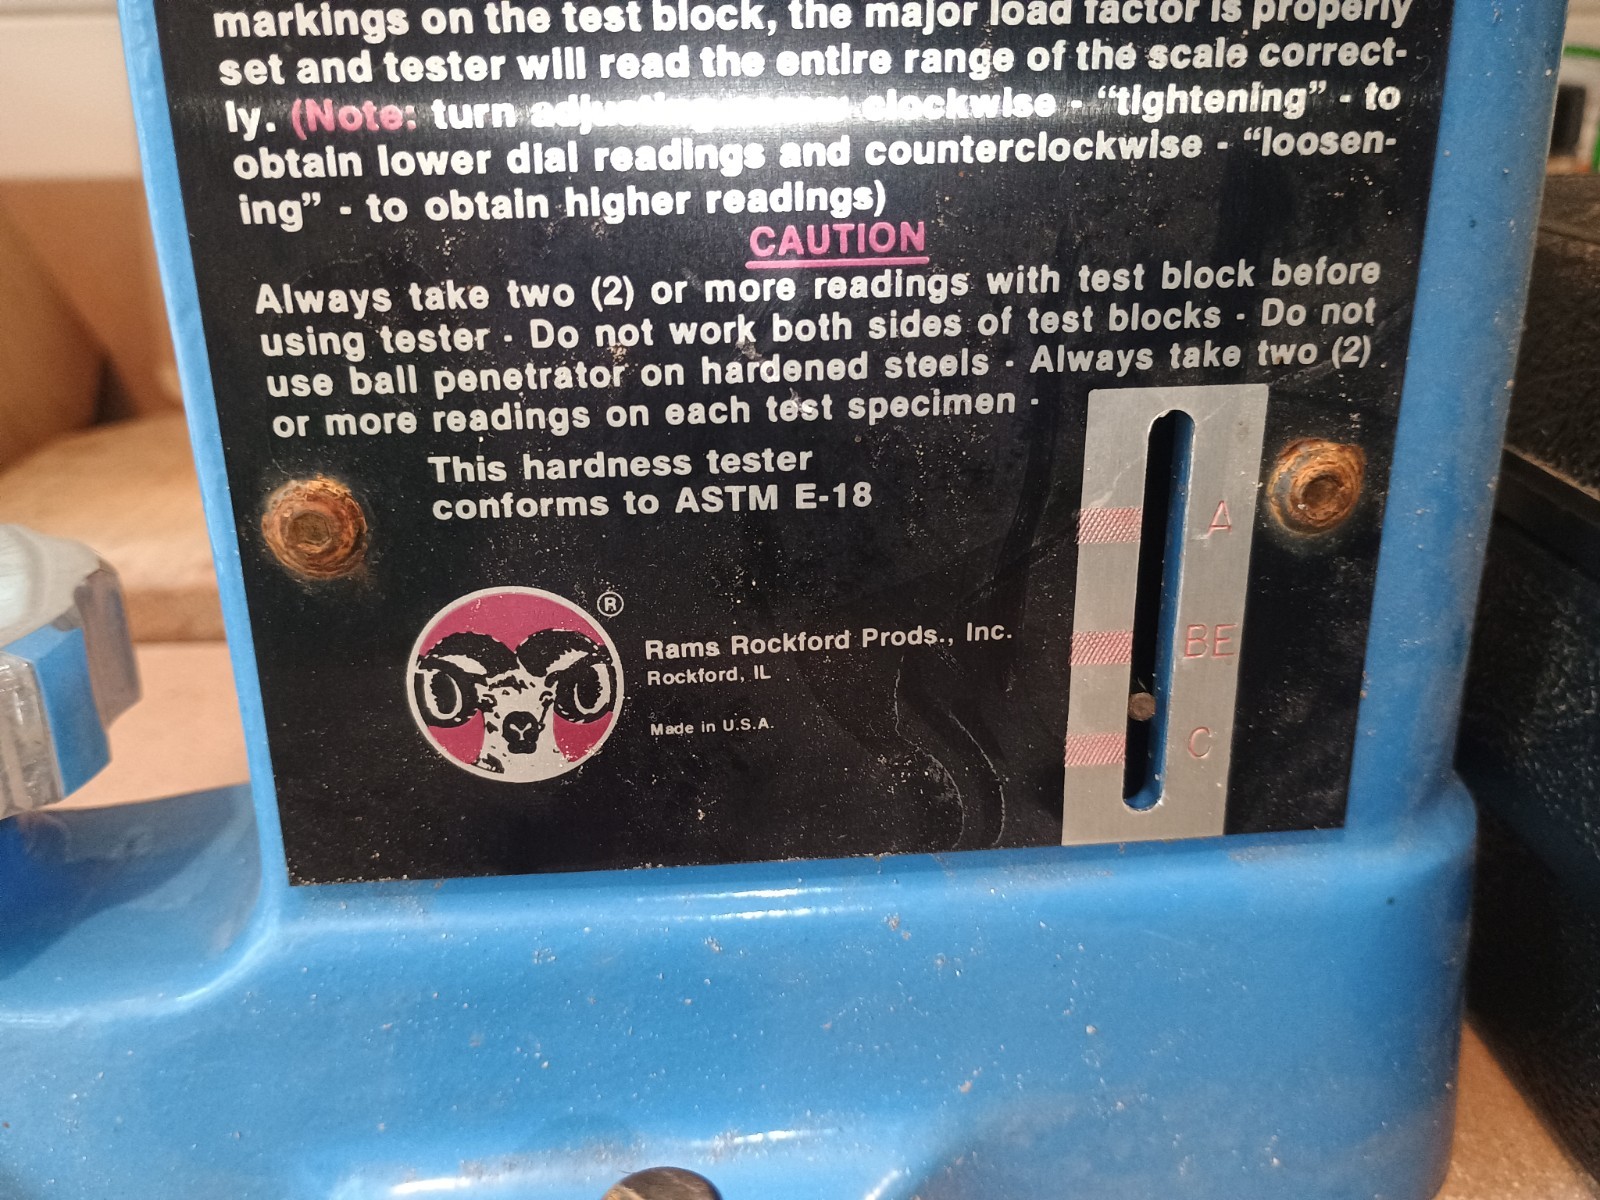 markings on the test block, the major load factor is properly
set and tester will read the entire range of the scale correct-
ly. (Note: turn adjusting screw clockwise - “tightening” - to
obtain lower dial readings and counterclockwise - “loosen-
ing” - to obtain higher readings)
CAUTION
Always take two (2) or more readings with test block before
using tester - Do not work both sides of test blocks - Do not
use ball penetrator on hardened steels - Always take two (2)
or more readings on each test specimen -
This hardness tester
conforms to ASTM E-18
®
Rams Rockford Prods., Inc.
Rockford, IL
Made in U.S.A.
A
BE
C